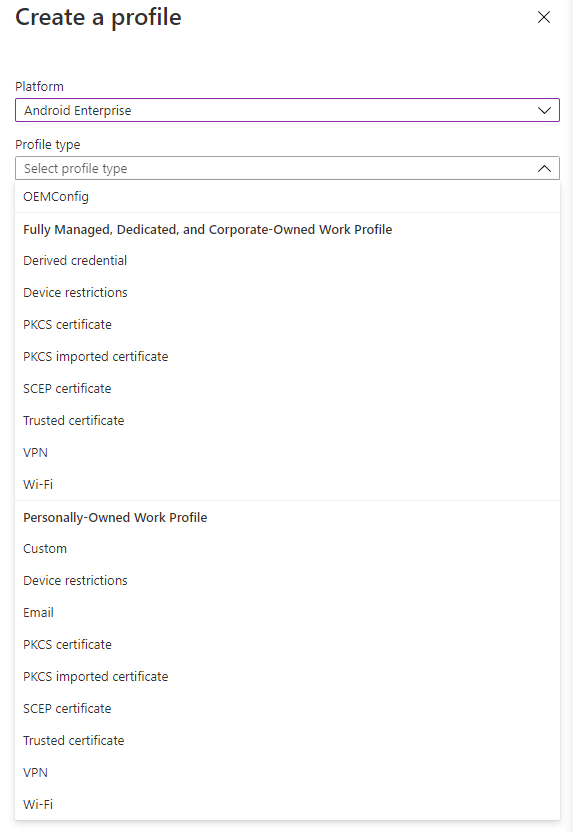 Create a profile
Platform
Android Enterprise
Profile type
Select profile type
OEMConfig
Fully Managed, Dedicated, and Corporate-Owned Work Profile
Derived credential
Device restrictions
PKCS certificate
PKCS imported certificate
SCEP certificate
Trusted certificate
VPN
Wi-Fi
Personally-Owned Work Profile
Custom
Device restrictions
Email
PKCS certificate
PKCS imported certificate
SCEP certificate
Trusted certificate
VPN
Wi-Fi